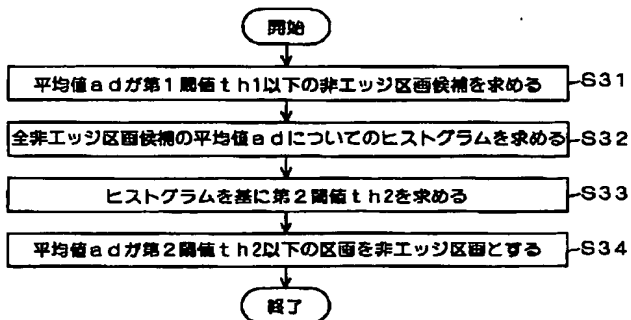 開始
平均値adが第1閾値th1以下の非エッジ区画候補を求める
S31
全非エッジ区画候補の平均値adについてのヒストグラムを求める
S32
ヒストグラムを基に第2閾値th2を求める
S33
平均値adが第2閾値th2以下の区画を非エッジ区画とする
S34
終了